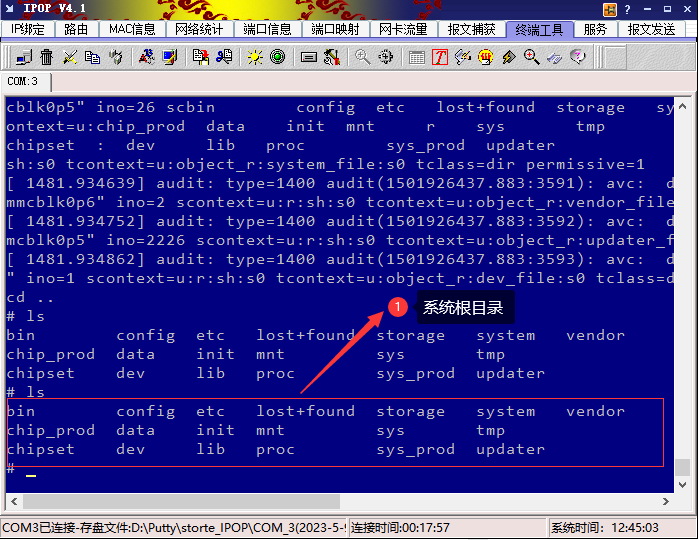 IPOP V4.1
IP绑定 路由 MAC信息 网络统计 端口信息 端口映射 网卡流量 报文捕获 终端工具 服务 报文发送
COM:3
cblk0p5" ino=26 scbin config etc lost+found storage sy
ontext=u:chip_prod data init mnt r sys tmp
chipset : dev lib proc sys_prod updater
sh:s0 tcontext=u:object_r:system_file:s0 tclass=dir permissive=1
[ 1481.934639] audit: type=1400 audit(1501926437.883:3591): avc: d
mmcblk0p6" ino=2 scontext=u:r:sh:s0 tcontext=u:object_r:vendor_file
[ 1481.934752] audit: type=1400 audit(1501926437.883:3592): avc: d
mcblk0p5" ino=2226 scontext=u:r:sh:s0 tcontext=u:object_r:updater_f
[ 1481.934862] audit: type=1400 audit(1501926437.883:3593): avc: d
" ino=1 scontext=u:r:sh:s0 tcontext=u:object_r:dev_file:s0 tclass=d
cd ..
# ls
1 系统根目录
bin config etc lost+found storage system vendor
chip_prod data init mnt sys tmp
chipset dev lib proc sys_prod updater
# ls
bin config etc lost+found storage system vendor
chip_prod data init mnt sys tmp
chipset dev lib proc sys_prod updater
# _
COM3已连接-存盘文件:D:\Putty\storte_IPOP\COM_3(2023-5-9 连接时间:00:17:57 系统时间: 12:45:03